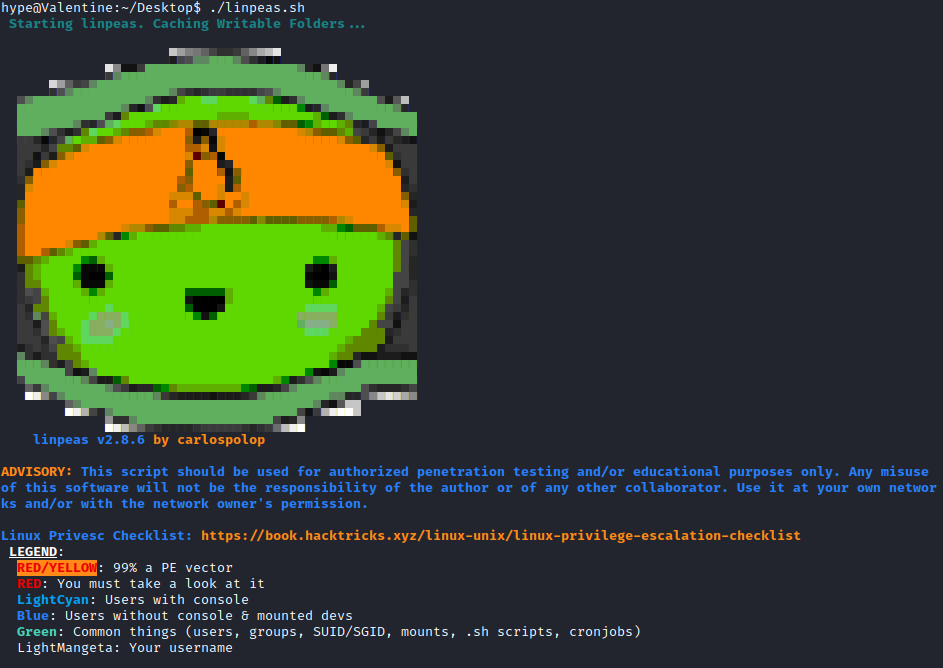 hype@Valentine:~/Desktop$ ./linpeas.sh
Starting linpeas. Caching Writable Folders...
linpeas v2.8.6 by carlospolop
ADVISORY: This script should be used for authorized penetration testing and/or educational purposes only. Any misuse
of this software will not be the responsibility of the author or of any other collaborator. Use it at your own networ
ks and/or with the network owner's permission.
Linux Privesc Checklist: https://book.hacktricks.xyz/linux-unix/linux-privilege-escalation-checklist
LEGEND:
RED/YELLOW: 99% a PE vector
RED: You must take a look at it
LightCyan: Users with console
Blue: Users without console & mounted devs
Green: Common things (users, groups, SUID/SGID, mounts, .sh scripts, cronjobs)
LightMangeta: Your username